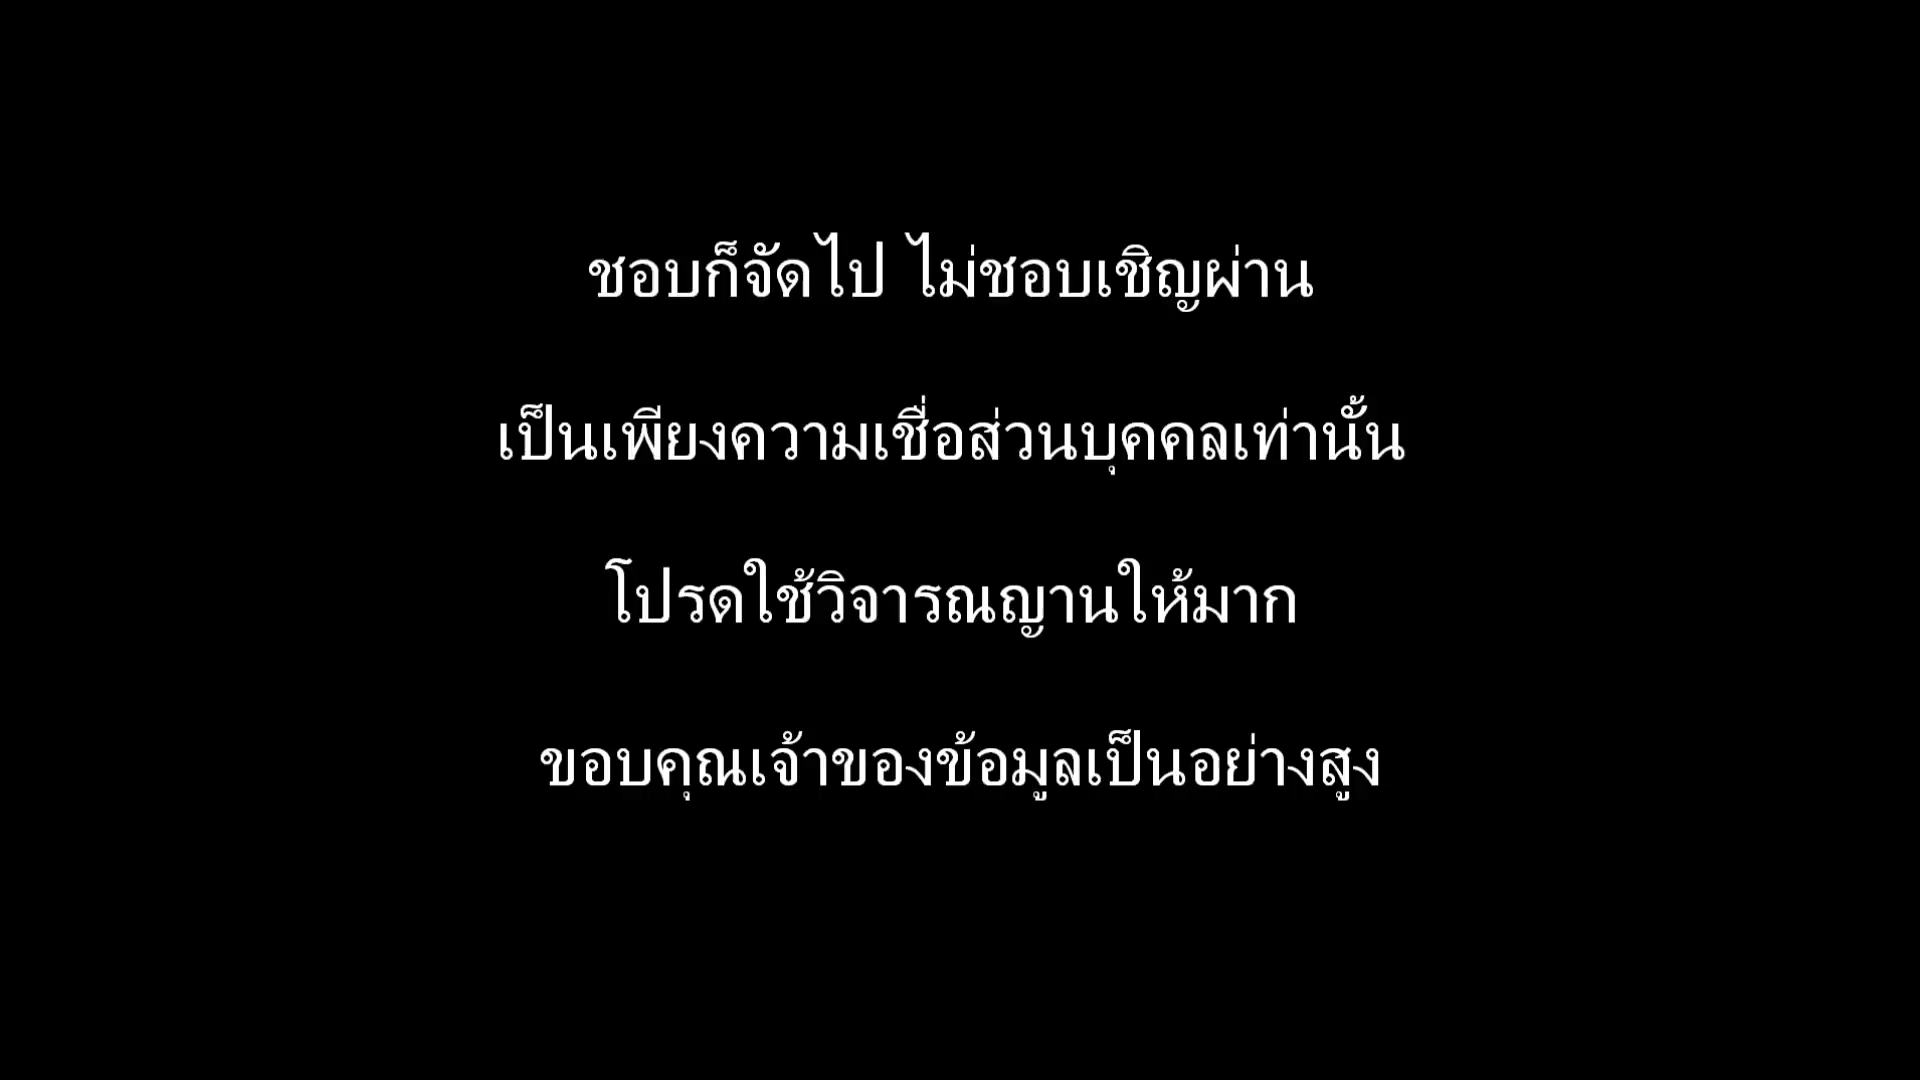 ชอบก็จัดไป ไม่ชอบเชิญผ่าน
เป็นเพียงความเชื่อส่วนบุคคลเท่านั้น
โปรดใช้วิจารณญานให้มาก
ขอบคุณเจ้าของข้อมูลเป็นอย่างสูง